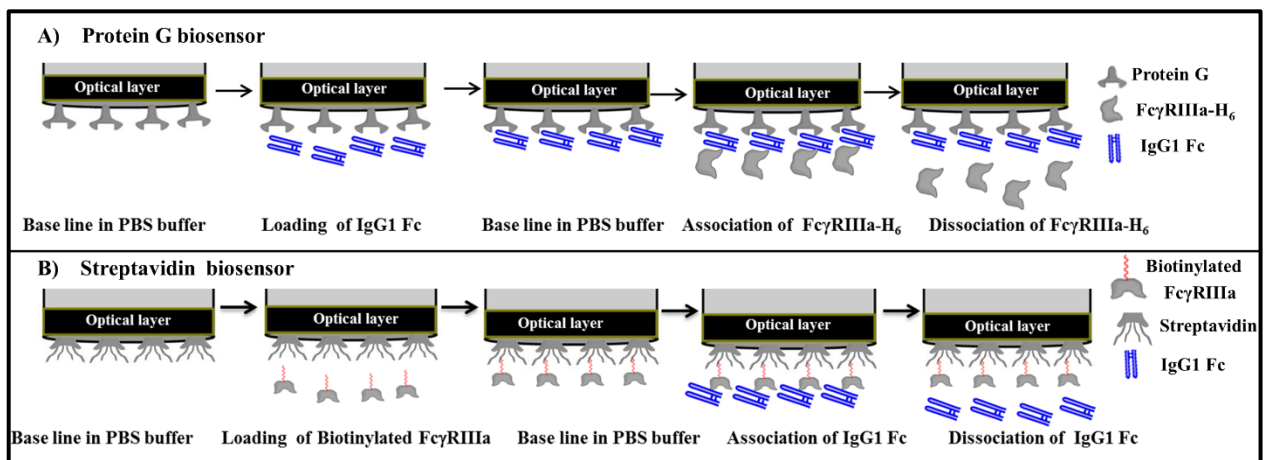 A) Protein G biosensor
Optical layer
Optical layer
Optical layer
Optical layer
Optical layer
Protein G
FcγRIIIa-H₆
IgG1 Fc
Base line in PBS buffer
Loading of IgG1 Fc
Base line in PBS buffer
Association of FcγRIIIa-H₆
Dissociation of FcγRIIIa-H₆
B) Streptavidin biosensor
Optical layer
Optical layer
Optical layer
Optical layer
Optical layer
Biotinylated
FcγRIIIa
Streptavidin
IgG1 Fc
Base line in PBS buffer
Loading of Biotinylated FcγRIIIa
Base line in PBS buffer
Association of IgG1 Fc
Dissociation of IgG1 Fc